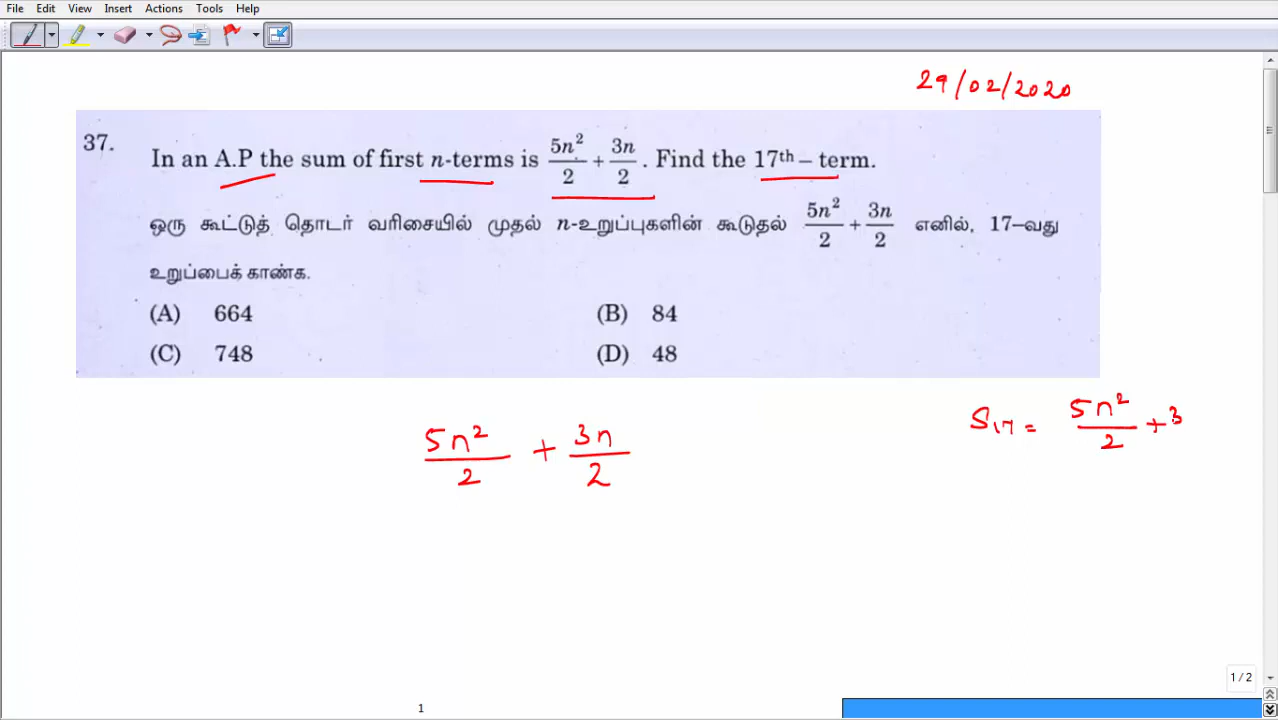 File Edit View Insert Actions Tools Help
29/02/2020
37. In an A.P the sum of first n-terms is 5n²/2 + 3n/2. Find the 17th – term.
ஒரு கூட்டுத் தொடர் வரிசையில் முதல் n-உறுப்புகளின் கூடுதல் 5n²/2 + 3n/2 எனில், 17–வது
உறுப்பைக் காண்க.
(A) 664 (B) 84
(C) 748 (D) 48
5n²/2 + 3n/2
S17 = 5n²/2 + 3
1 / 2
1